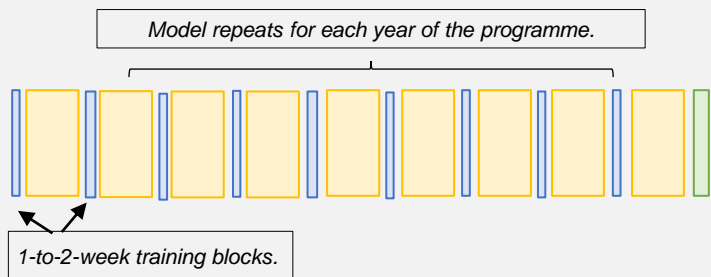 Model repeats for each year of the programme.
1-to-2-week training blocks.